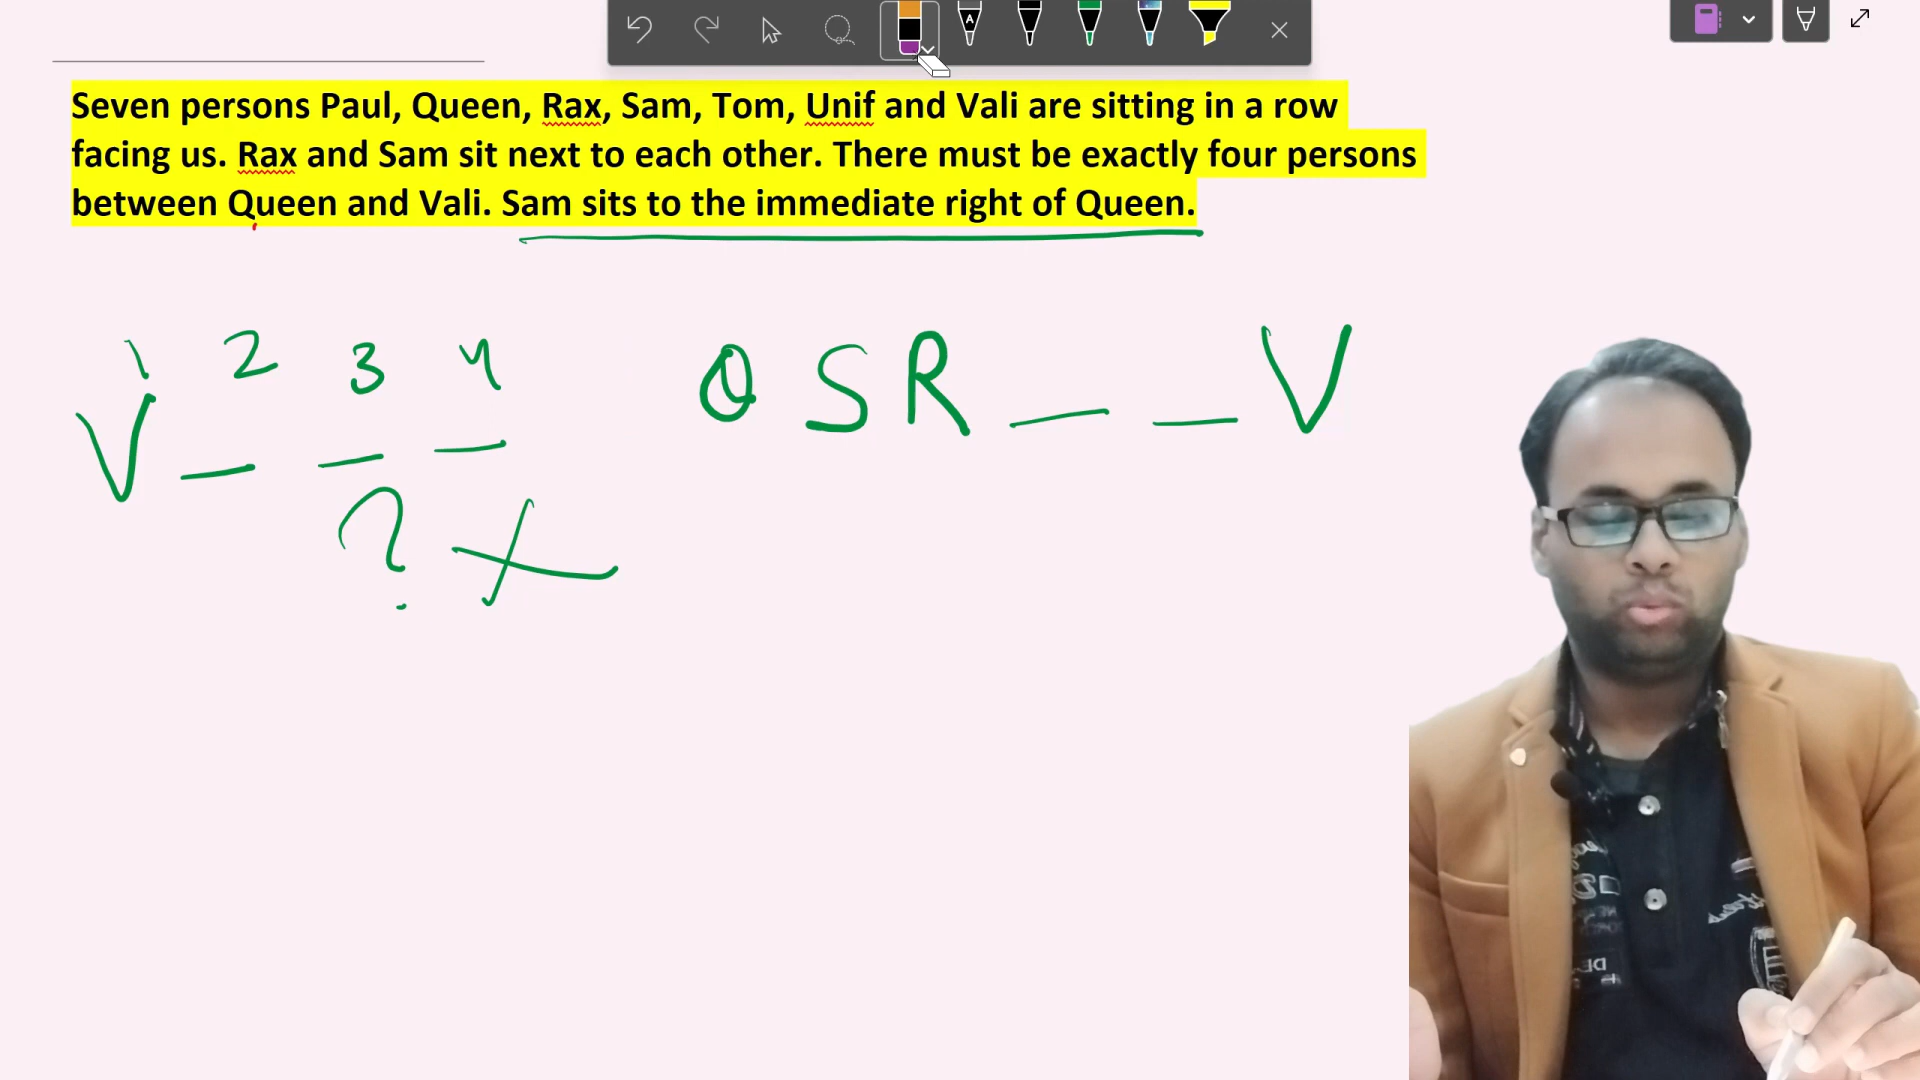 Seven persons Paul, Queen, Rax, Sam, Tom, Unif and Vali are sitting in a row
facing us. Rax and Sam sit next to each other. There must be exactly four persons
between Queen and Vali. Sam sits to the immediate right of Queen.
1 2 3 4
V _ _ _
Q S R _ _ V
?